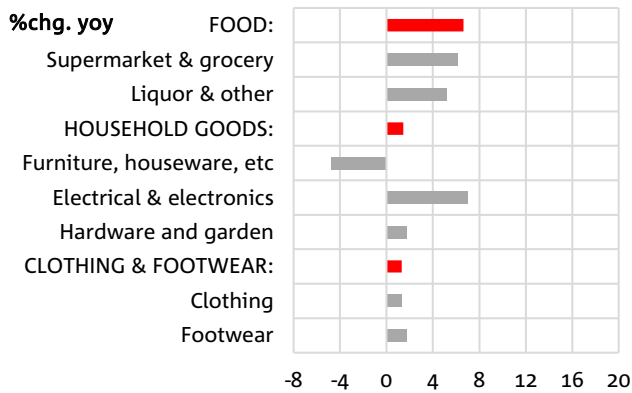 %chg. yoy
FOOD:
Supermarket & grocery
Liquor & other
HOUSEHOLD GOODS:
Furniture, houseware, etc
Electrical & electronics
Hardware and garden
CLOTHING & FOOTWEAR:
Clothing
Footwear
-8 -4 0 4 8 12 16 20